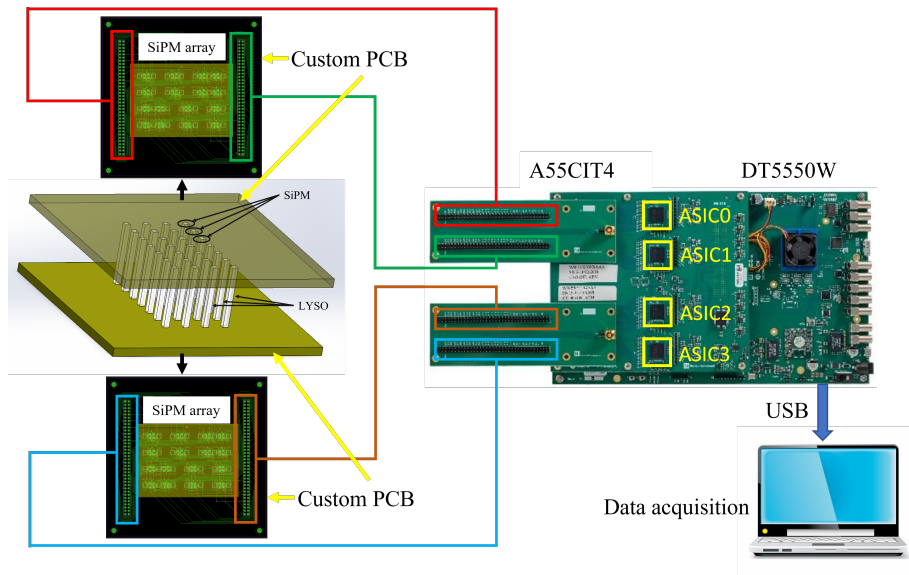 SiPM array
Custom PCB
A55CIT4
DT5550W
SiPM
ASIC0
ASIC1
LYSO
ASIC2
ASIC3
SiPM array
USB
Custom PCB
Data acquisition